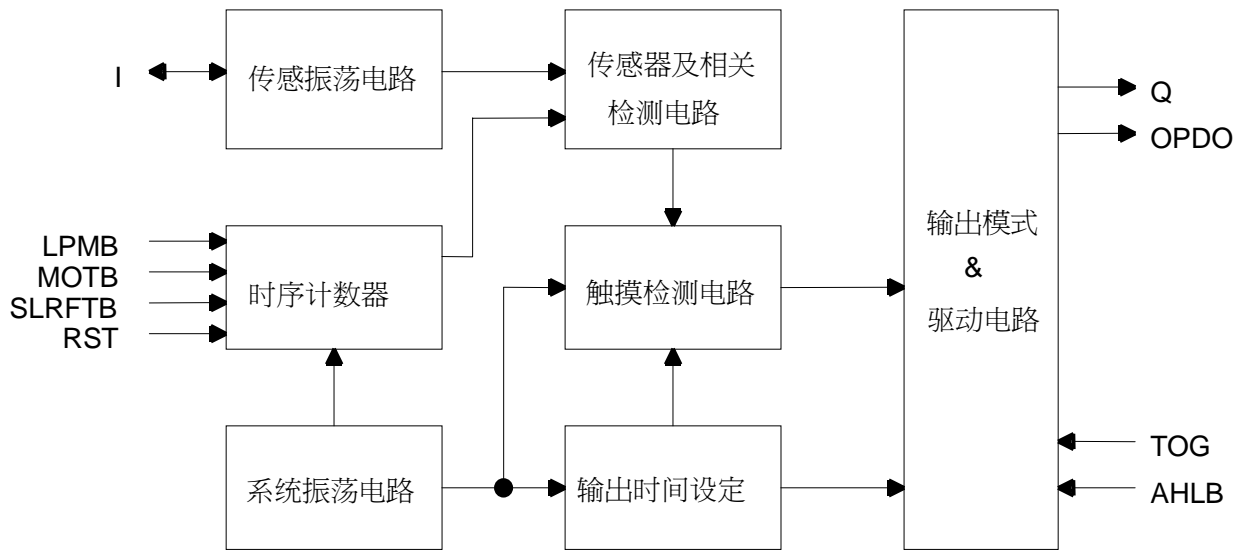 I
传感振荡电路
传感器及相关
检测电路
Q
OPDO
LPMB
MOTB
SLRFTB
RST
时序计数器
触摸检测电路
输出模式
&
驱动电路
系统振荡电路
输出时间设定
TOG
AHLB